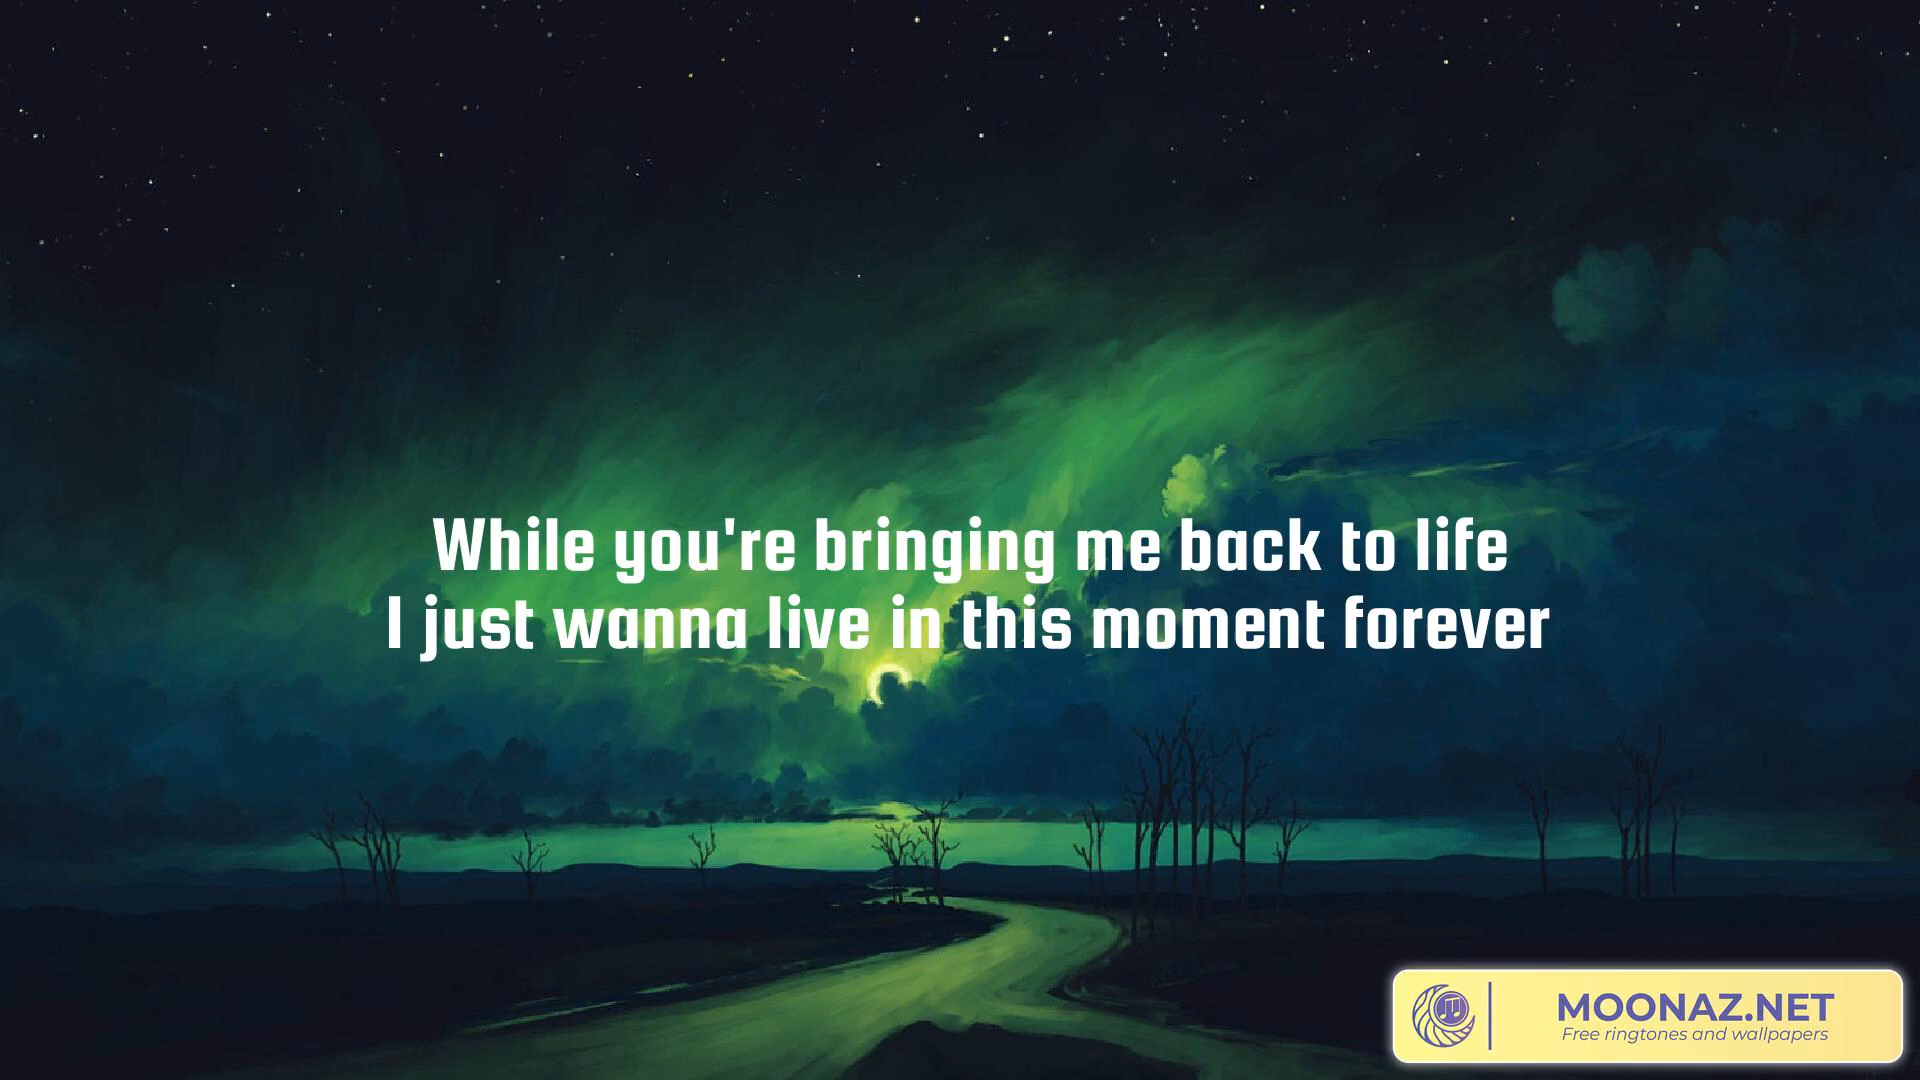 While you're bringing me back to life
I just wanna live in this moment forever
MOONAZ.NET
Free ringtones and wallpapers